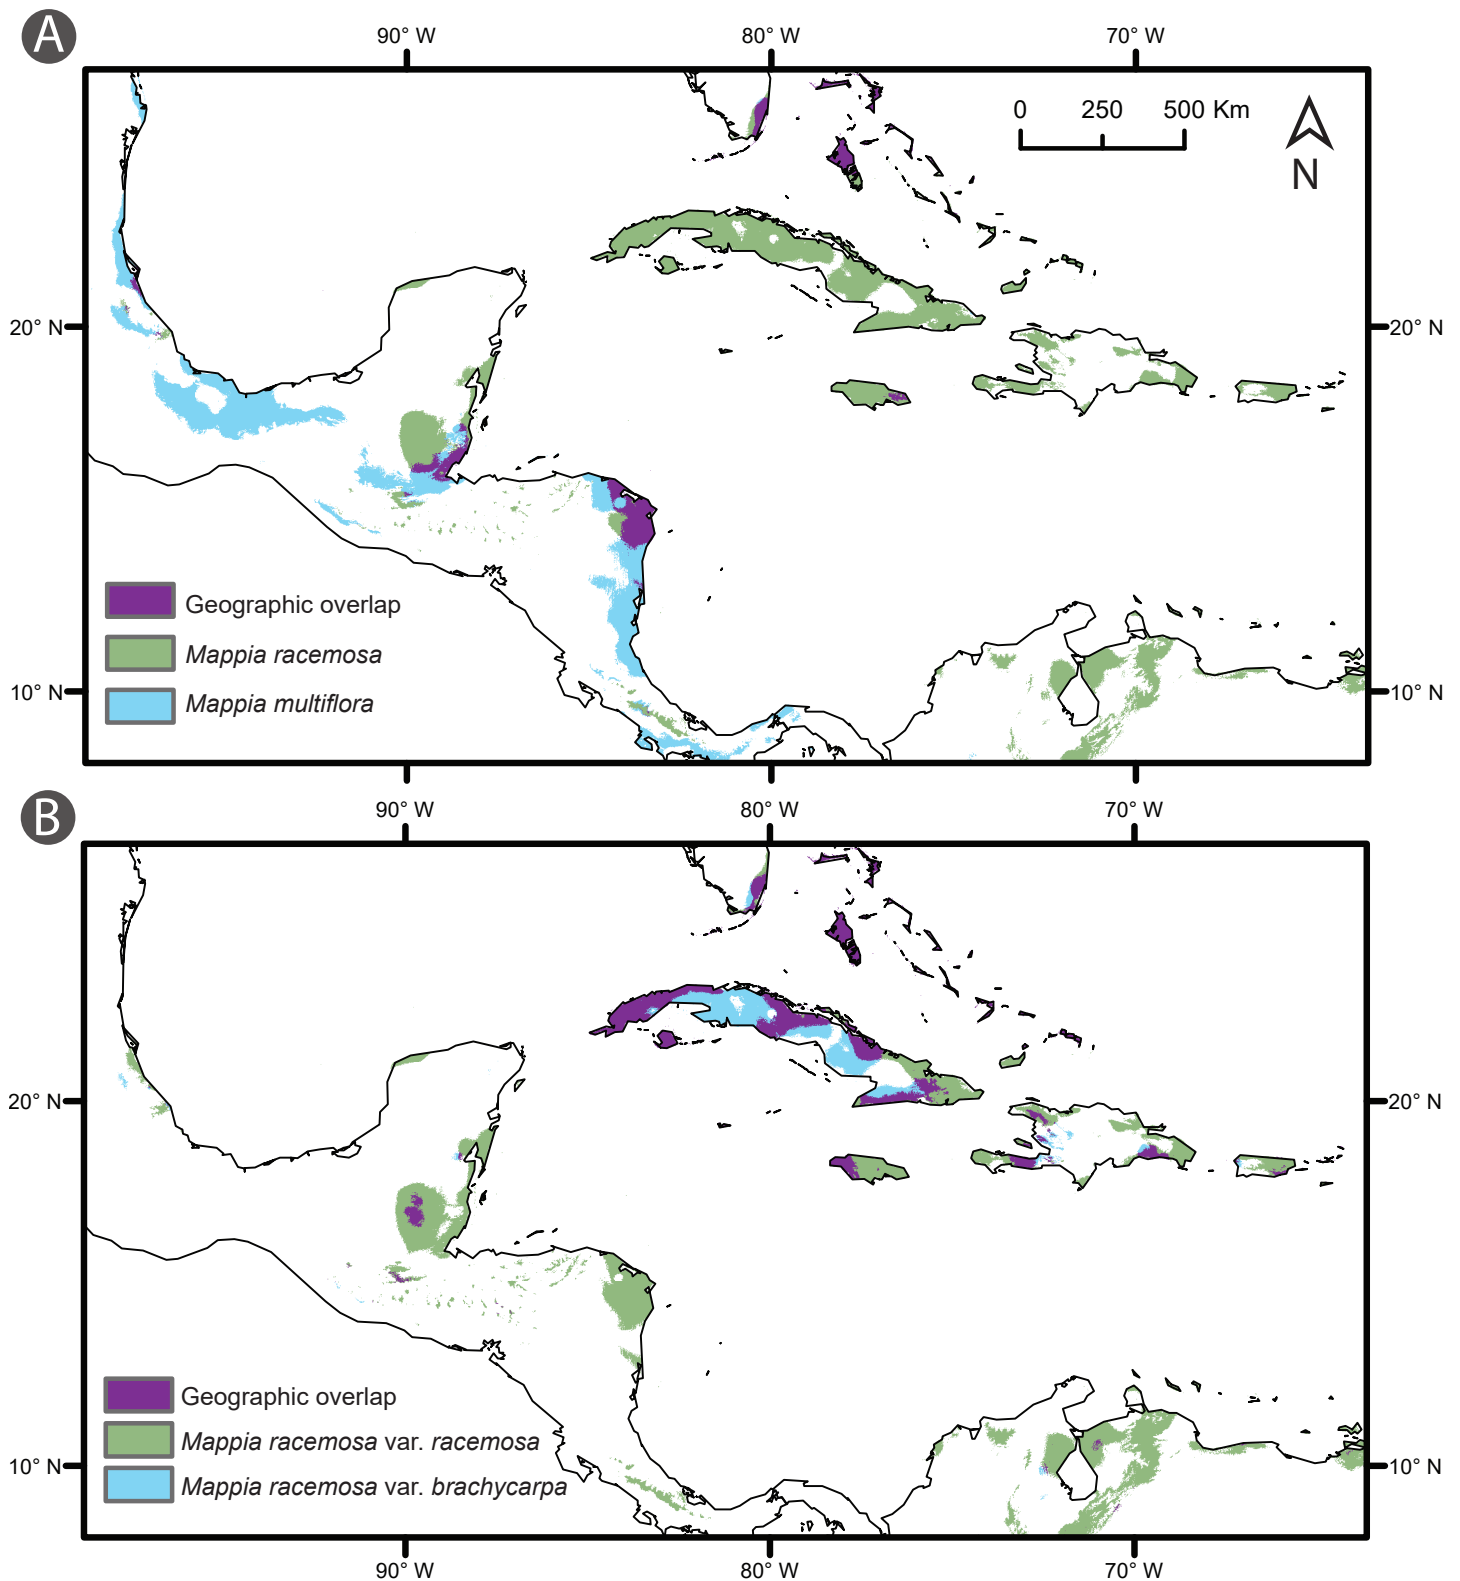 A
90° W 80° W 70° W
0 250 500 Km
N
20° N 20° N
Geographic overlap
Mappia racemosa
Mappia multiflora
10° N 10° N
B
90° W 80° W 70° W
20° N 20° N
Geographic overlap
Mappia racemosa var. racemosa
10° N 10° N
Mappia racemosa var. brachycarpa
90° W 80° W 70° W